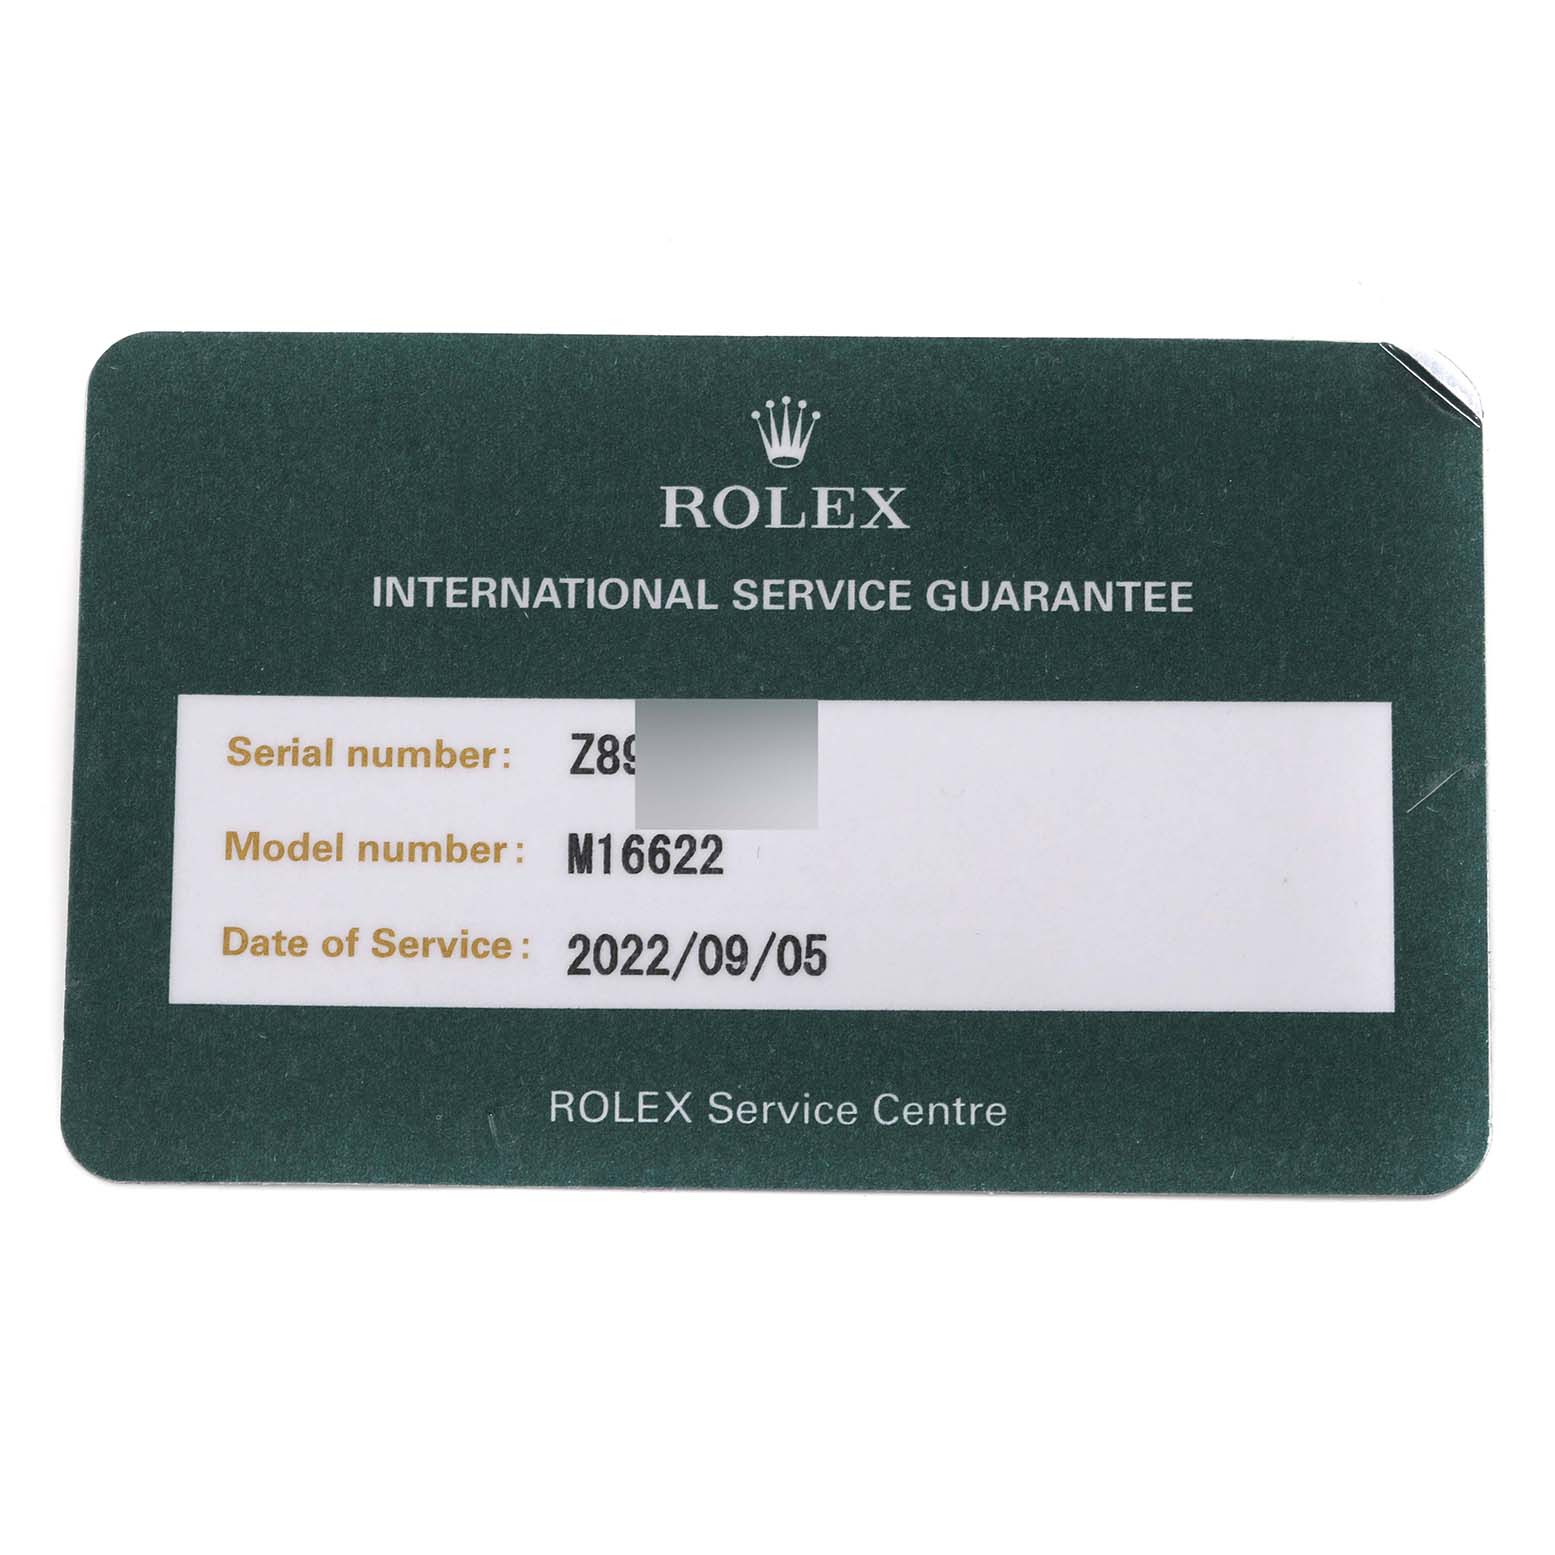 ROLEX
INTERNATIONAL SERVICE GUARANTEE
Serial number: Z89
Model number: M16622
Date of Service: 2022/09/05
ROLEX Service Centre